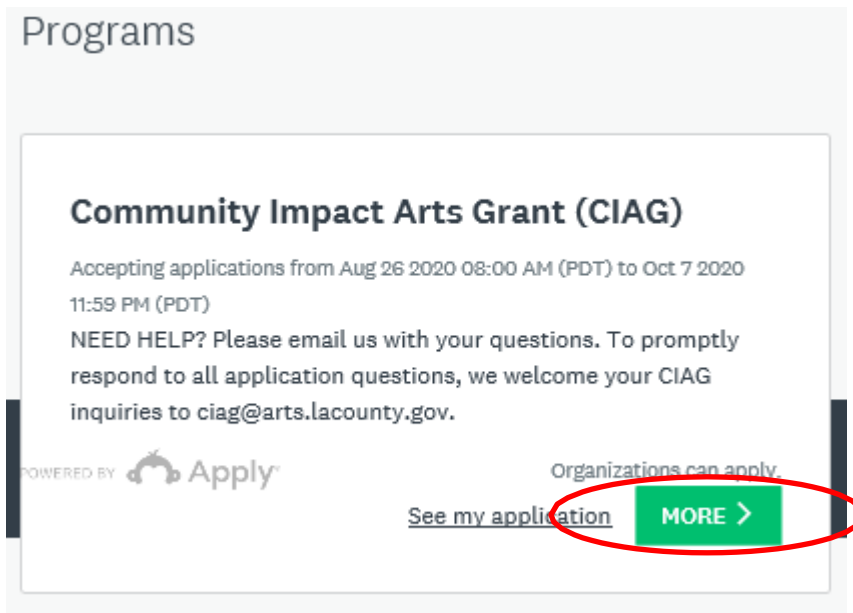 Programs
Community Impact Arts Grant (CIAG)
Accepting applications from Aug 26 2020 08:00 AM (PDT) to Oct 7 2020
11:59 PM (PDT)
NEED HELP? Please email us with your questions. To promptly
respond to all application questions, we welcome your CIAG
inquiries to ciag@arts.lacounty.gov.
POWERED BY Apply
Organizations can apply.
See my application MORE